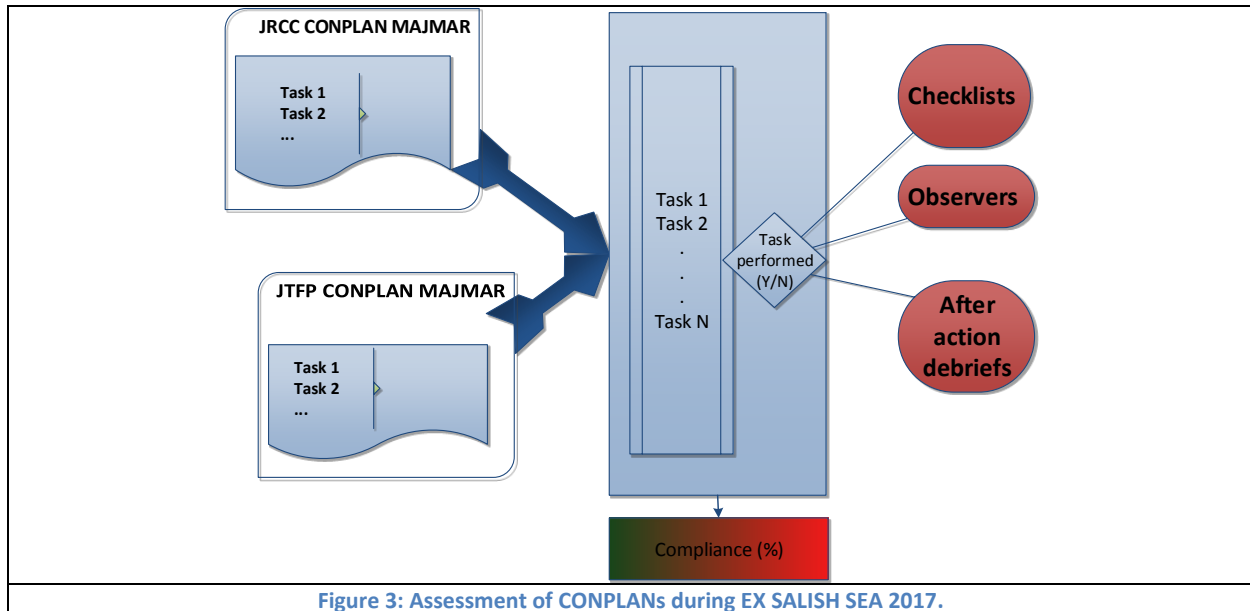 JRCC CONPLAN MAJMAR
Task 1
Task 2
...
JTFP CONPLAN MAJMAR
Task 1
Task 2
...
Task 1
Task 2
.
.
.
Task N
Task
performed
(Y/N)
Checklists
Observers
After
action
debriefs
Compliance (%)
Figure 3: Assessment of CONPLANs during EX SALISH SEA 2017.